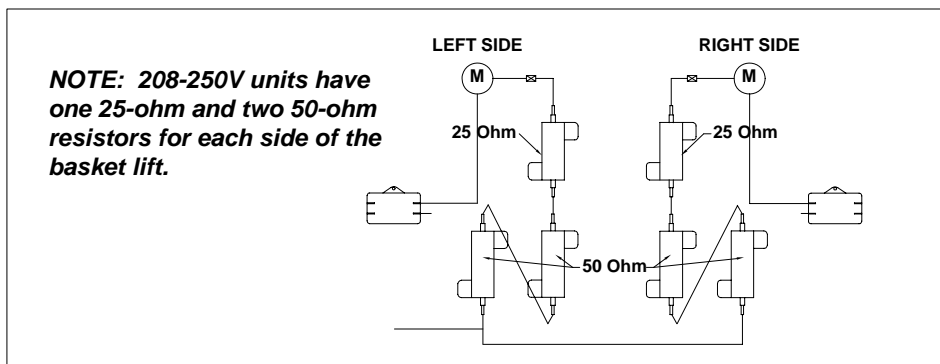 LEFT SIDE
RIGHT SIDE
NOTE: 208-250V units have
one 25-ohm and two 50-ohm
resistors for each side of the
basket lift.
M
M
25 Ohm
25 Ohm
50 Ohm